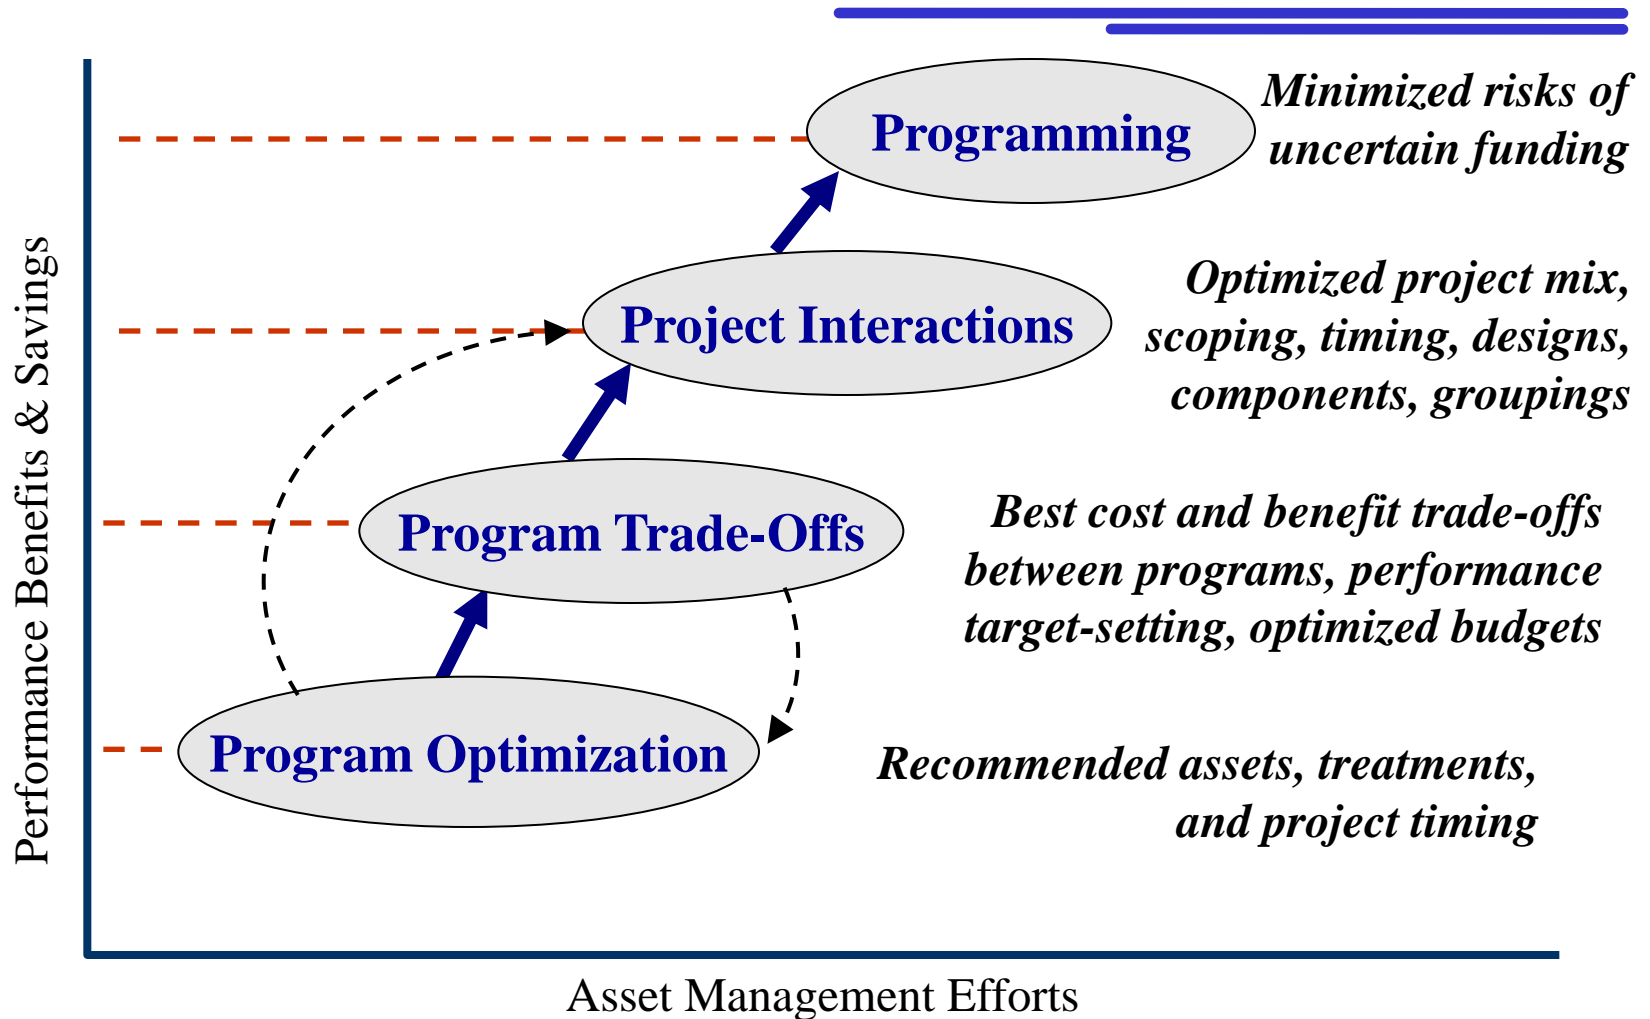 Programming
Minimized risks of
uncertain funding
Project Interactions
Optimized project mix,
scoping, timing, designs,
components, groupings
Program Trade-Offs
Best cost and benefit trade-offs
between programs, performance
target-setting, optimized budgets
Program Optimization
Recommended assets, treatments,
and project timing
Performance Benefits & Savings
Asset Management Efforts